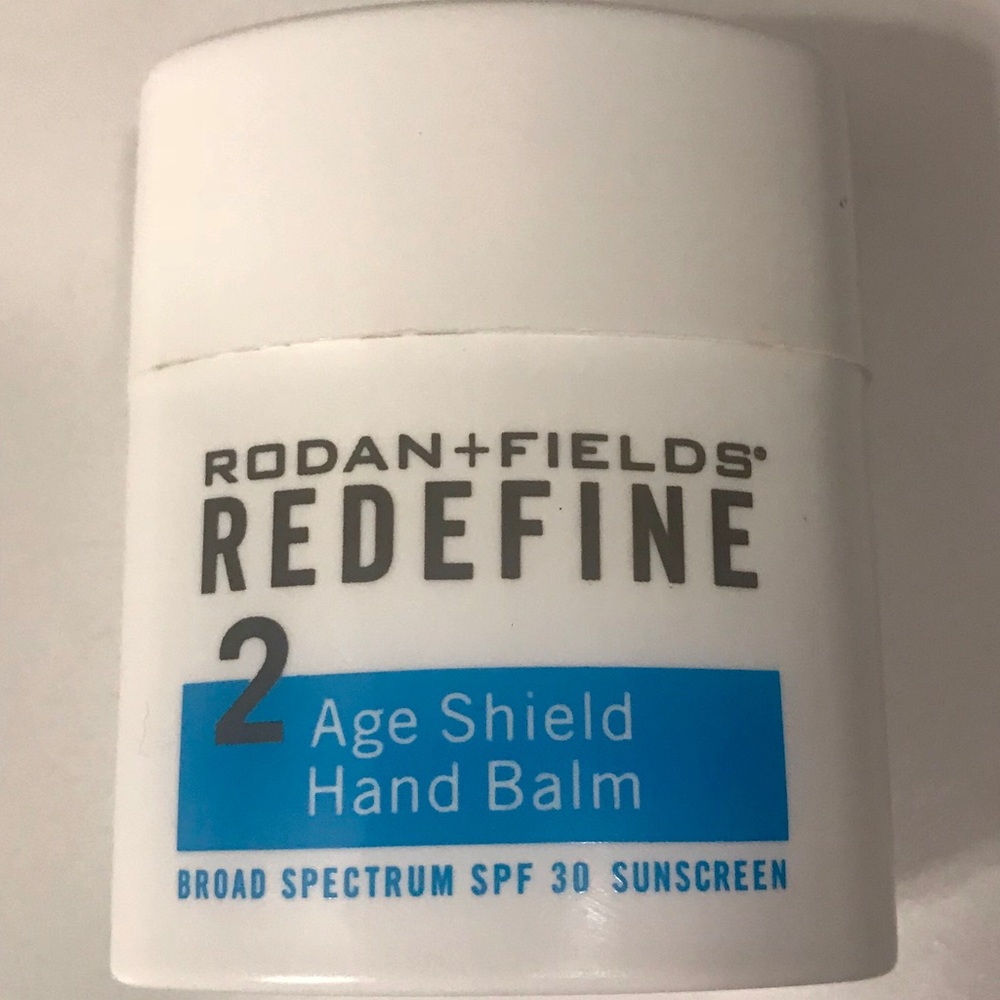 RODAN+FIELDS®
REDEFINE
2
Age Shield
Hand Balm
BROAD SPECTRUM SPF 30 SUNSCREEN